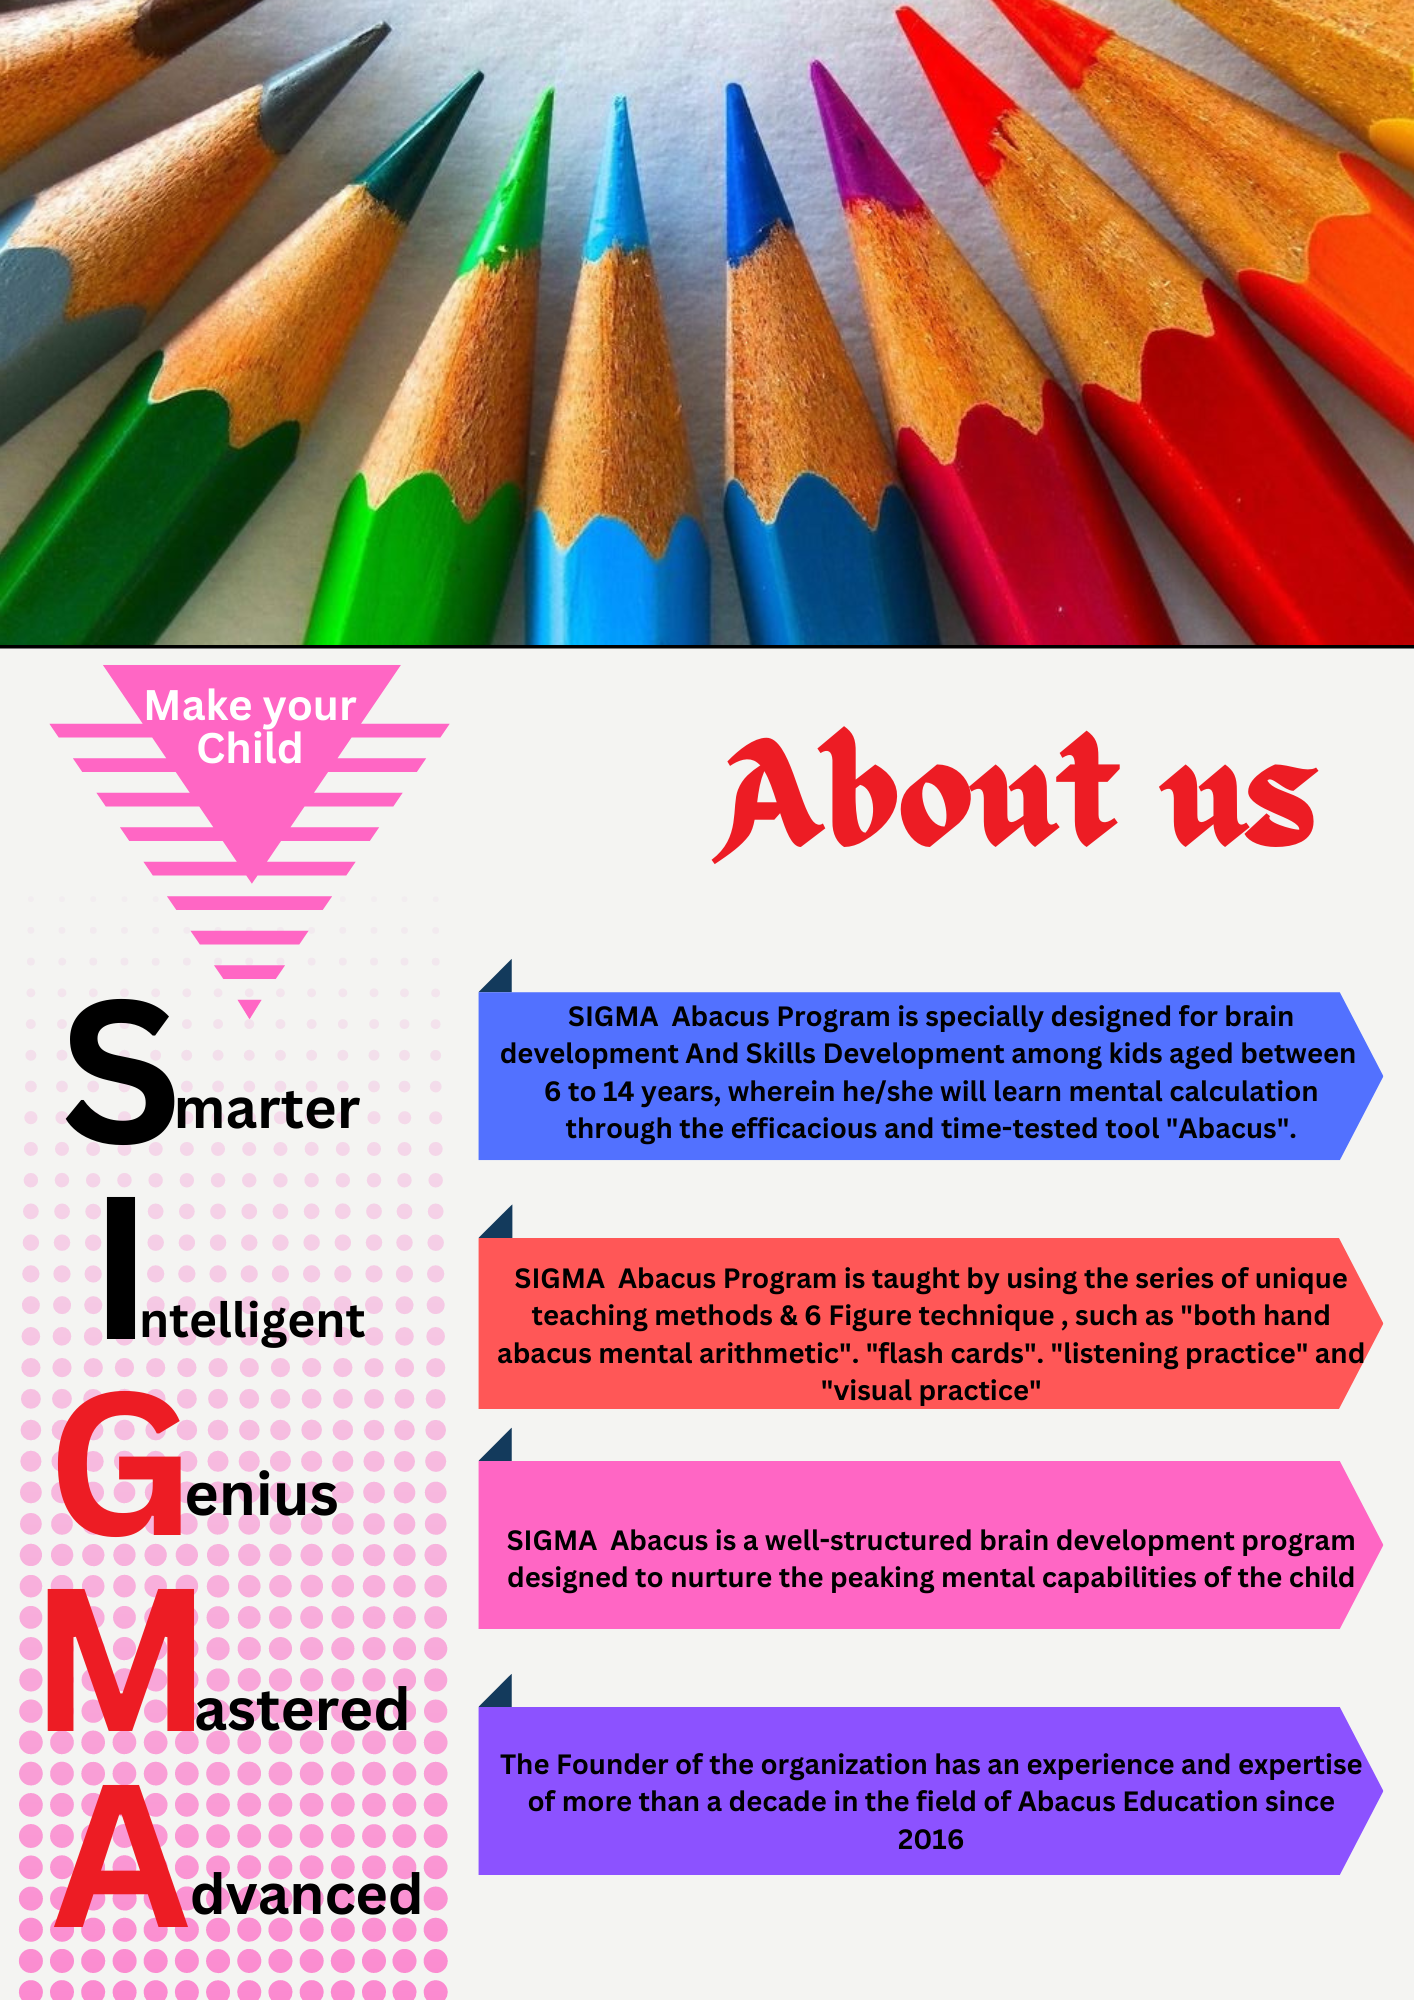 Make your
Child
About us
Smarter
Intelligent
Genius
Mastered
Advanced
SIGMA  Abacus Program is specially designed for brain
development And Skills Development among kids aged between
6 to 14 years, wherein he/she will learn mental calculation
through the efficacious and time-tested tool "Abacus".
SIGMA  Abacus Program is taught by using the series of unique
teaching methods & 6 Figure technique , such as "both hand
abacus mental arithmetic". "flash cards". "listening practice" and
"visual practice"
SIGMA  Abacus is a well-structured brain development program
designed to nurture the peaking mental capabilities of the child
The Founder of the organization has an experience and expertise
of more than a decade in the field of Abacus Education since
2016